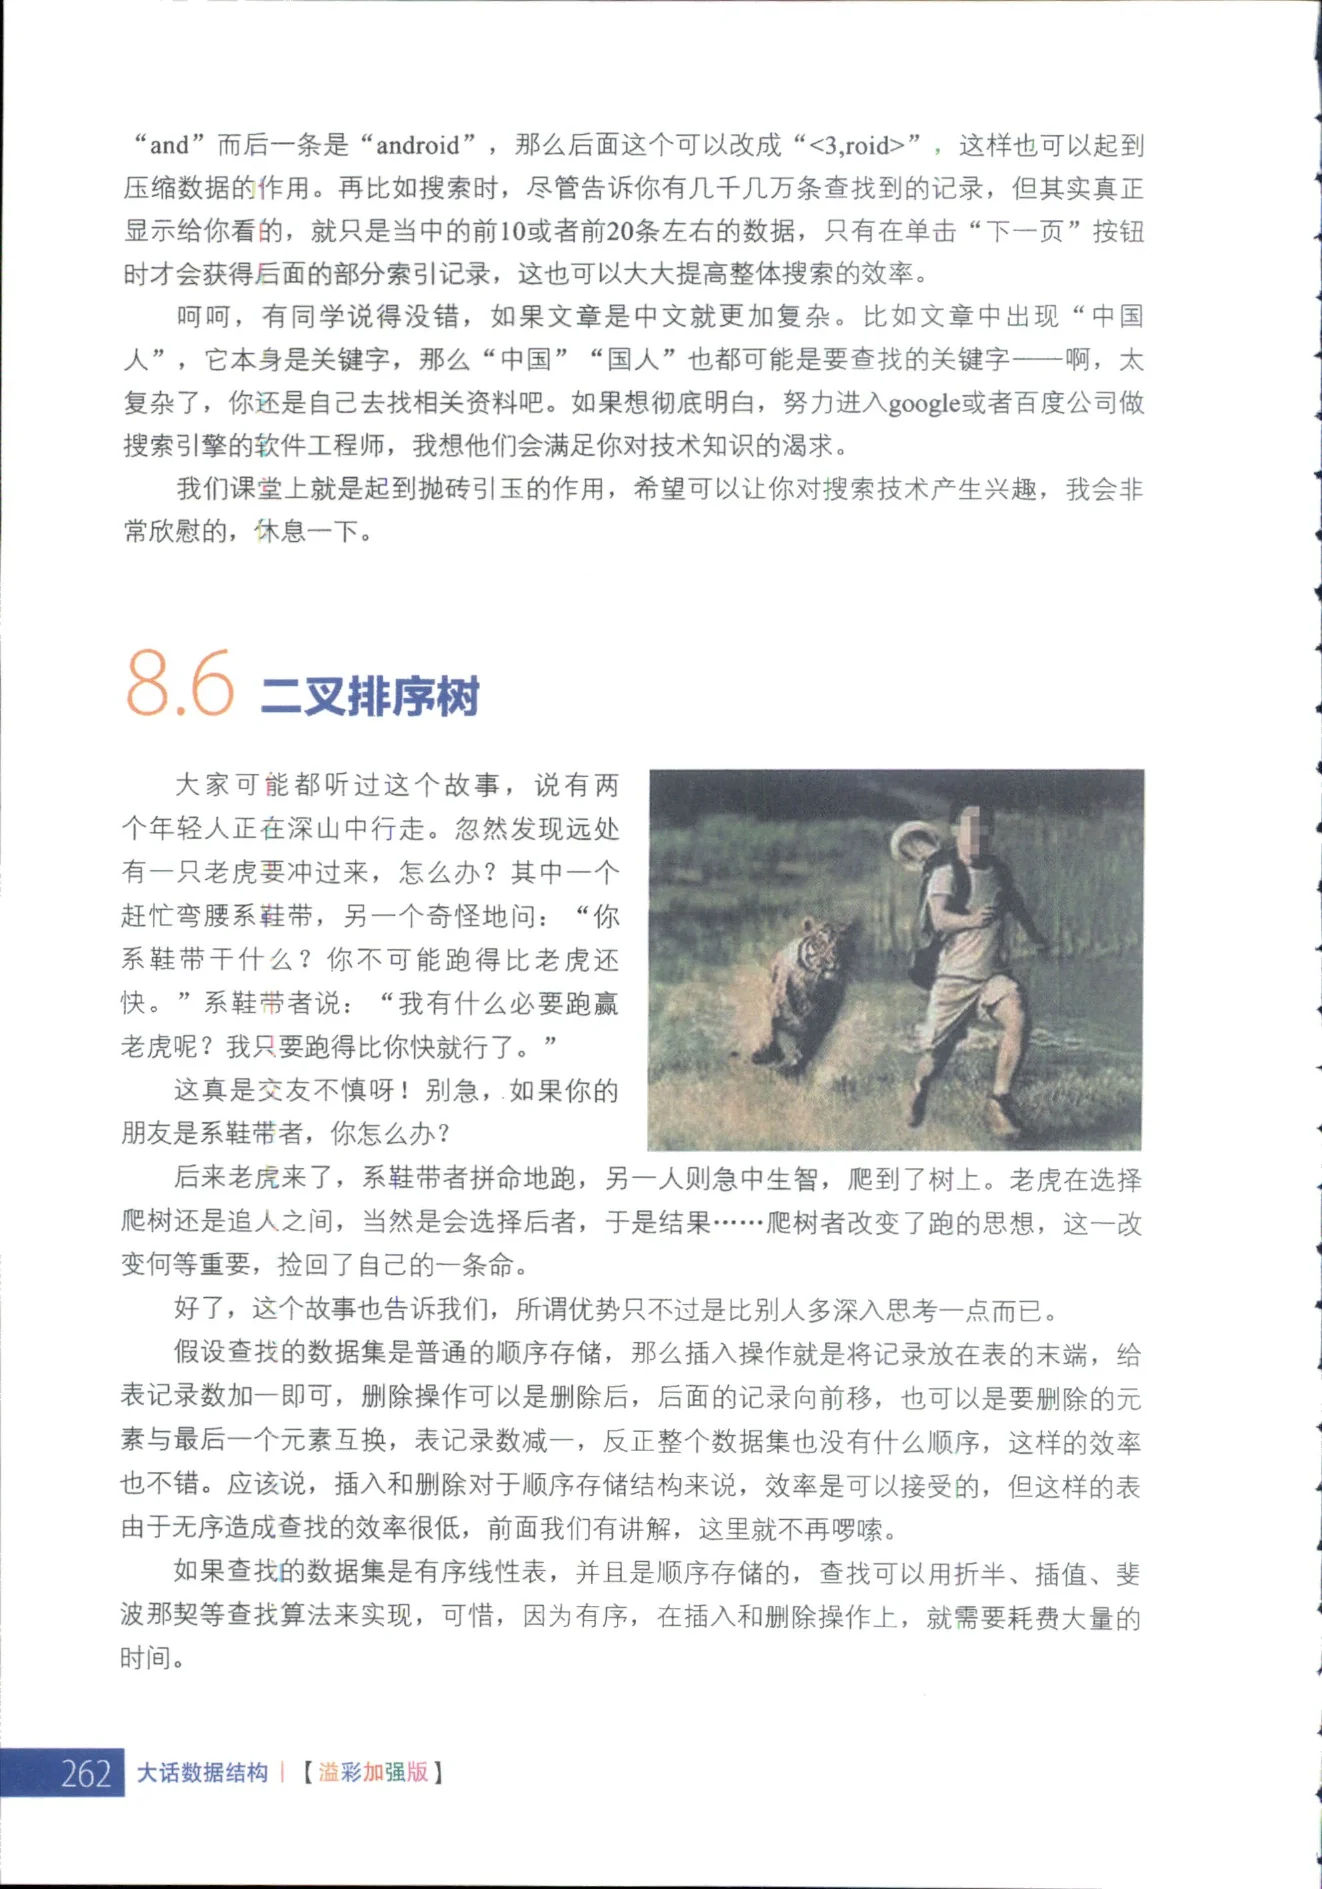 “and”而后一条是“android”，那么后面这个可以改成“<3,roid>”，这样也可以起到
压缩数据的作用。再比如搜索时，尽管告诉你有几千几万条查找到的记录，但其实真正
显示给你看的，就只是当中的前10或者前20条左右的数据，只有在单击“下一页”按钮
时才会获得后面的部分索引记录，这也可以大大提高整体搜索的效率。
呵呵，有同学说得没错，如果文章是中文就更加复杂。比如文章中出现“中国
人”，它本身是关键字，那么“中国”“国人”也都可能是要查找的关键字——啊，太
复杂了，你还是自己去找相关资料吧。如果想彻底明白，努力进入google或者百度公司做
搜索引擎的软件工程师，我想他们会满足你对技术知识的渴求。
我们课堂上就是起到抛砖引玉的作用，希望可以让你对搜索技术产生兴趣，我会非
常欣慰的，休息一下。
8.6 二叉排序树
大家可能都听过这个故事，说有两
个年轻人正在深山中行走。忽然发现远处
有一只老虎要冲过来，怎么办？其中一个
赶忙弯腰系鞋带，另一个奇怪地问：“你
系鞋带干什么？你不可能跑得比老虎还
快。”系鞋带者说：“我有什么必要跑赢
老虎呢？我只要跑得比你快就行了。”
这真是交友不慎呀！别急，如果你的
朋友是系鞋带者，你怎么办？
后来老虎来了，系鞋带者拼命地跑，另一人则急中生智，爬到了树上。老虎在选择
爬树还是追人之间，当然是会选择后者，于是结果……爬树者改变了跑的思想，这一改
变何等重要，捡回了自己的一条命。
好了，这个故事也告诉我们，所谓优势只不过是比别人多深入思考一点而已。
假设查找的数据集是普通的顺序存储，那么插入操作就是将记录放在表的末端，给
表记录数加一即可，删除操作可以是删除后，后面的记录向前移，也可以是要删除的元
素与最后一个元素互换，表记录数减一，反正整个数据集也没有什么顺序，这样的效率
也不错。应该说，插入和删除对于顺序存储结构来说，效率是可以接受的，但这样的表
由于无序造成查找的效率很低，前面我们有讲解，这里就不再啰嗦。
如果查找的数据集是有序线性表，并且是顺序存储的，查找可以用折半、插值、斐
波那契等查找算法来实现，可惜，因为有序，在插入和删除操作上，就需要耗费大量的
时间。
262 大话数据结构 | 【溢彩加强版】